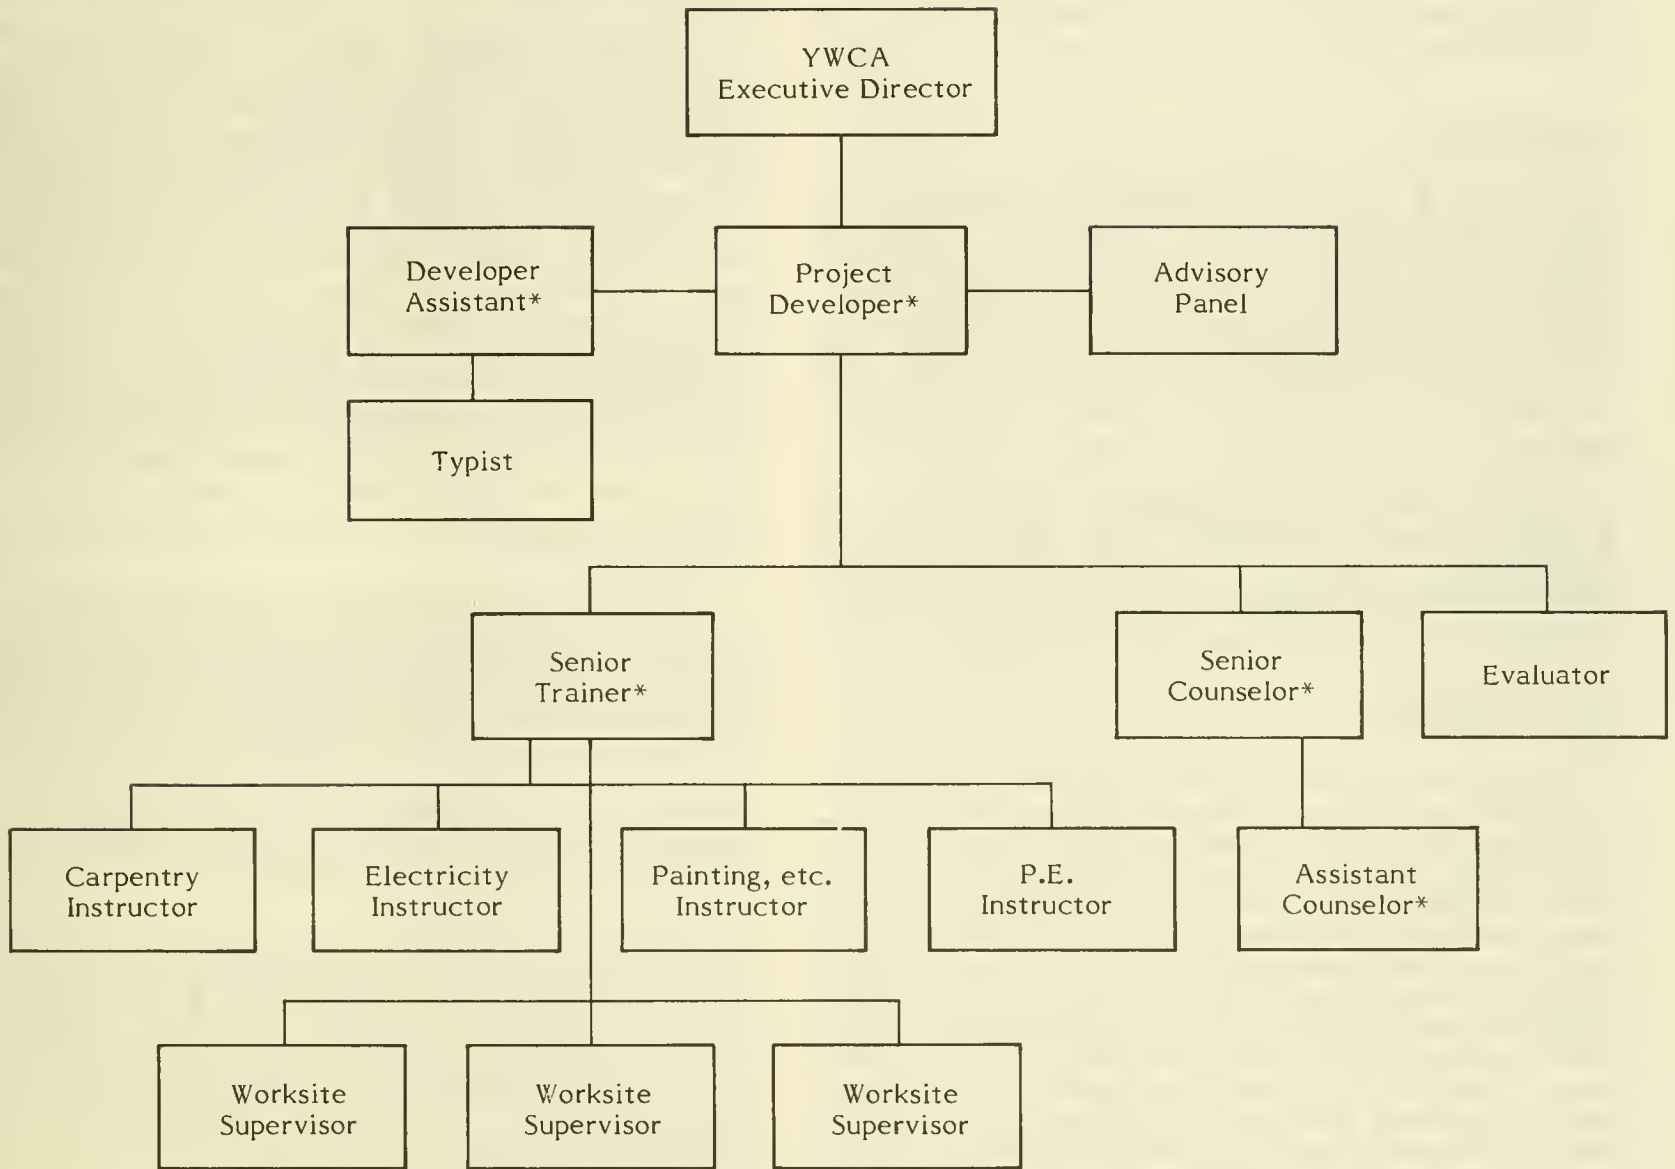 YWCA
Executive Director
Developer
Assistant*
Project
Developer*
Advisory
Panel
Typist
Senior
Trainer*
Senior
Counselor*
Evaluator
Carpentry
Instructor
Electricity
Instructor
Painting, etc.
Instructor
P.E.
Instructor
Assistant
Counselor*
Worksite
Supervisor
Worksite
Supervisor
Worksite
Supervisor